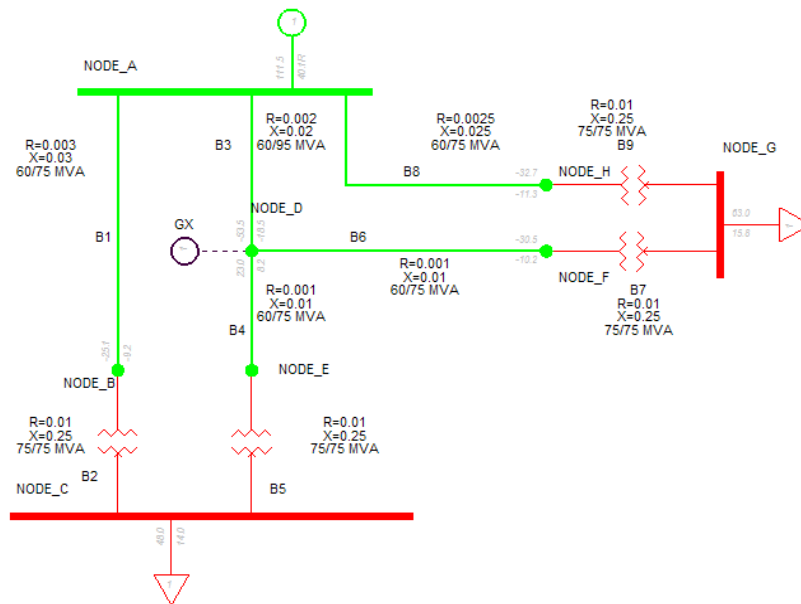 1
111.5
40.1R
NODE_A
R=0.003
X=0.03
60/75 MVA
B3
R=0.002
X=0.02
60/95 MVA
R=0.0025
X=0.025
60/75 MVA
B8
R=0.01
X=0.25
75/75 MVA
B9
NODE_G
-32.7
-11.3
NODE_H
GX
1
NODE_D
-53.5
-18.5
B1
B6
-30.5
-10.2
63.0
15.8
1
23.0
8.2
R=0.001
X=0.01
60/75 MVA
B4
R=0.001
X=0.01
60/75 MVA
NODE_F
B7
R=0.01
X=0.25
75/75 MVA
-25.1
-9.2
NODE_B
NODE_E
R=0.01
X=0.25
75/75 MVA
R=0.01
X=0.25
75/75 MVA
B2
B5
NODE_C
48.0
14.0
1